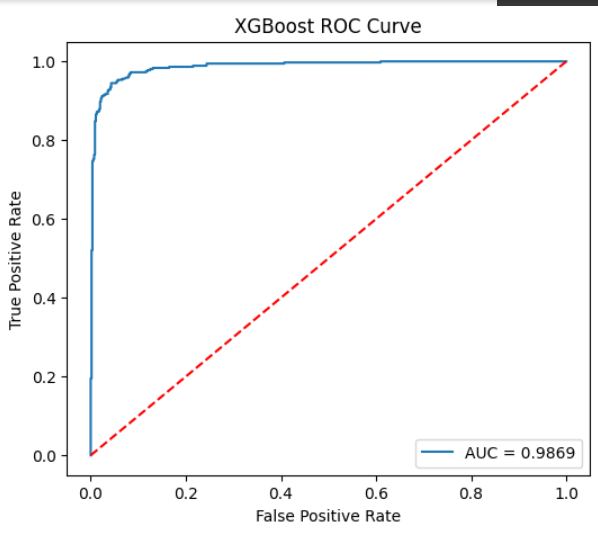 XGBoost ROC Curve
1.0
0.8
0.6
0.4
0.2
0.0
True Positive Rate
AUC = 0.9869
0.0 0.2 0.4 0.6 0.8 1.0
False Positive Rate